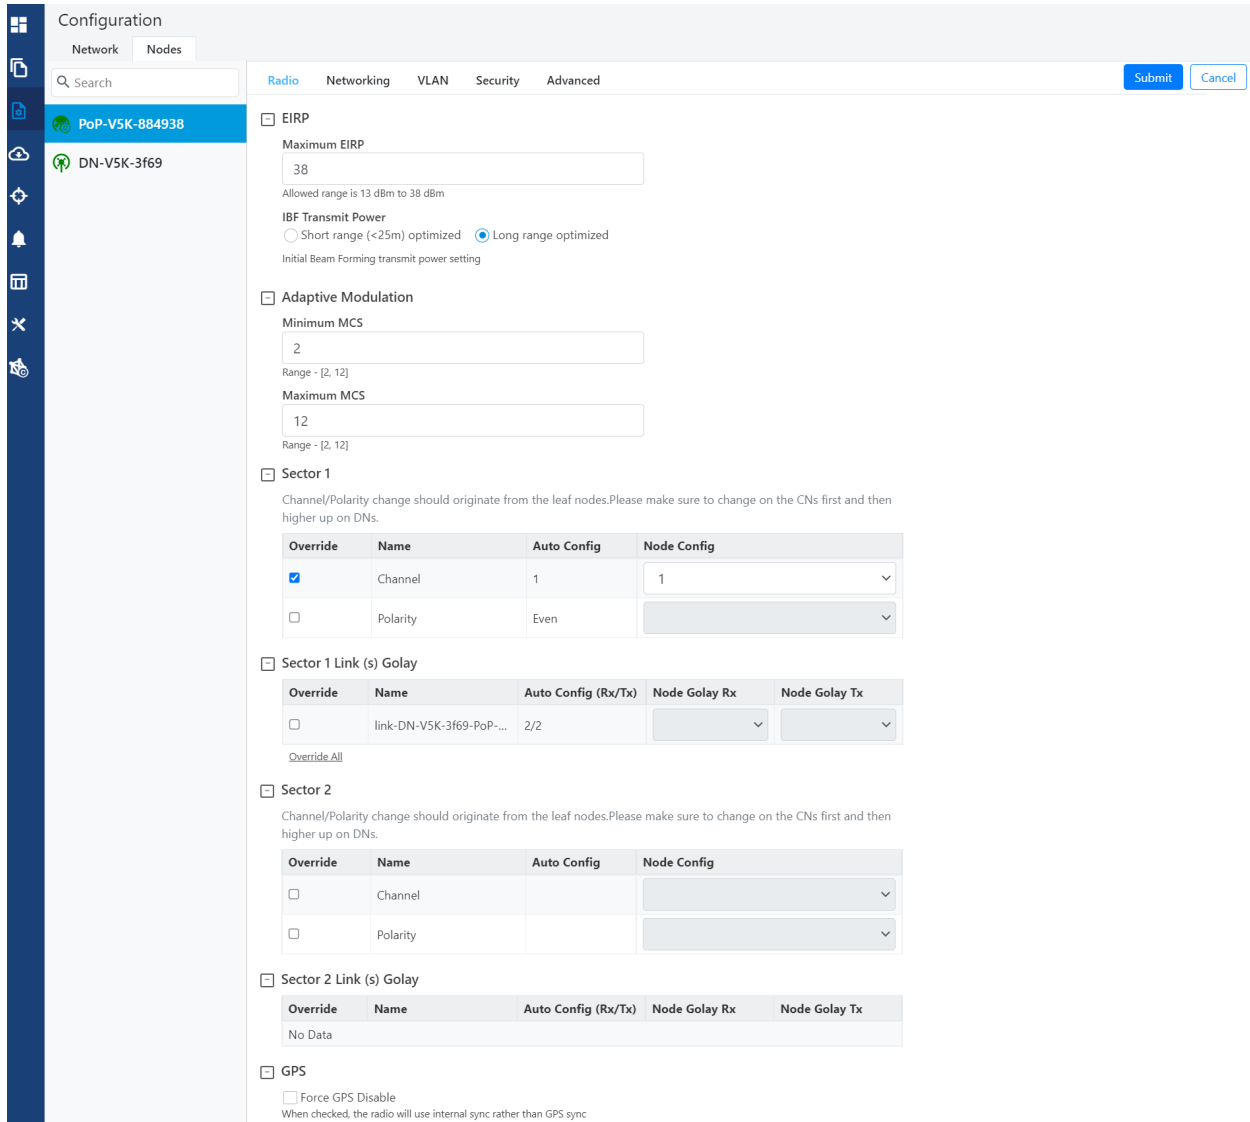 Configuration
Network Nodes
Search
Radio Networking VLAN Security Advanced
Submit Cancel
PoP-V5K-884938
DN-V5K-3f69
EIRP
Maximum EIRP
38
Allowed range is 13 dBm to 38 dBm
IBF Transmit Power
Short range (<25m) optimized Long range optimized
Initial Beam Forming transmit power setting
Adaptive Modulation
Minimum MCS
2
Range - [2, 12]
Maximum MCS
12
Range - [2, 12]
Sector 1
Channel/Polarity change should originate from the leaf nodes.Please make sure to change on the CNs first and then
higher up on DNs.
Override Name Auto Config Node Config
Channel 1 1
Polarity Even
Sector 1 Link (s) Golay
Override Name Auto Config (Rx/Tx) Node Golay Rx Node Golay Tx
link-DN-V5K-3f69-PoP-... 2/2
Override All
Sector 2
Channel/Polarity change should originate from the leaf nodes.Please make sure to change on the CNs first and then
higher up on DNs.
Override Name Auto Config Node Config
Channel
Polarity
Sector 2 Link (s) Golay
Override Name Auto Config (Rx/Tx) Node Golay Rx Node Golay Tx
No Data
GPS
Force GPS Disable
When checked, the radio will use internal sync rather than GPS sync